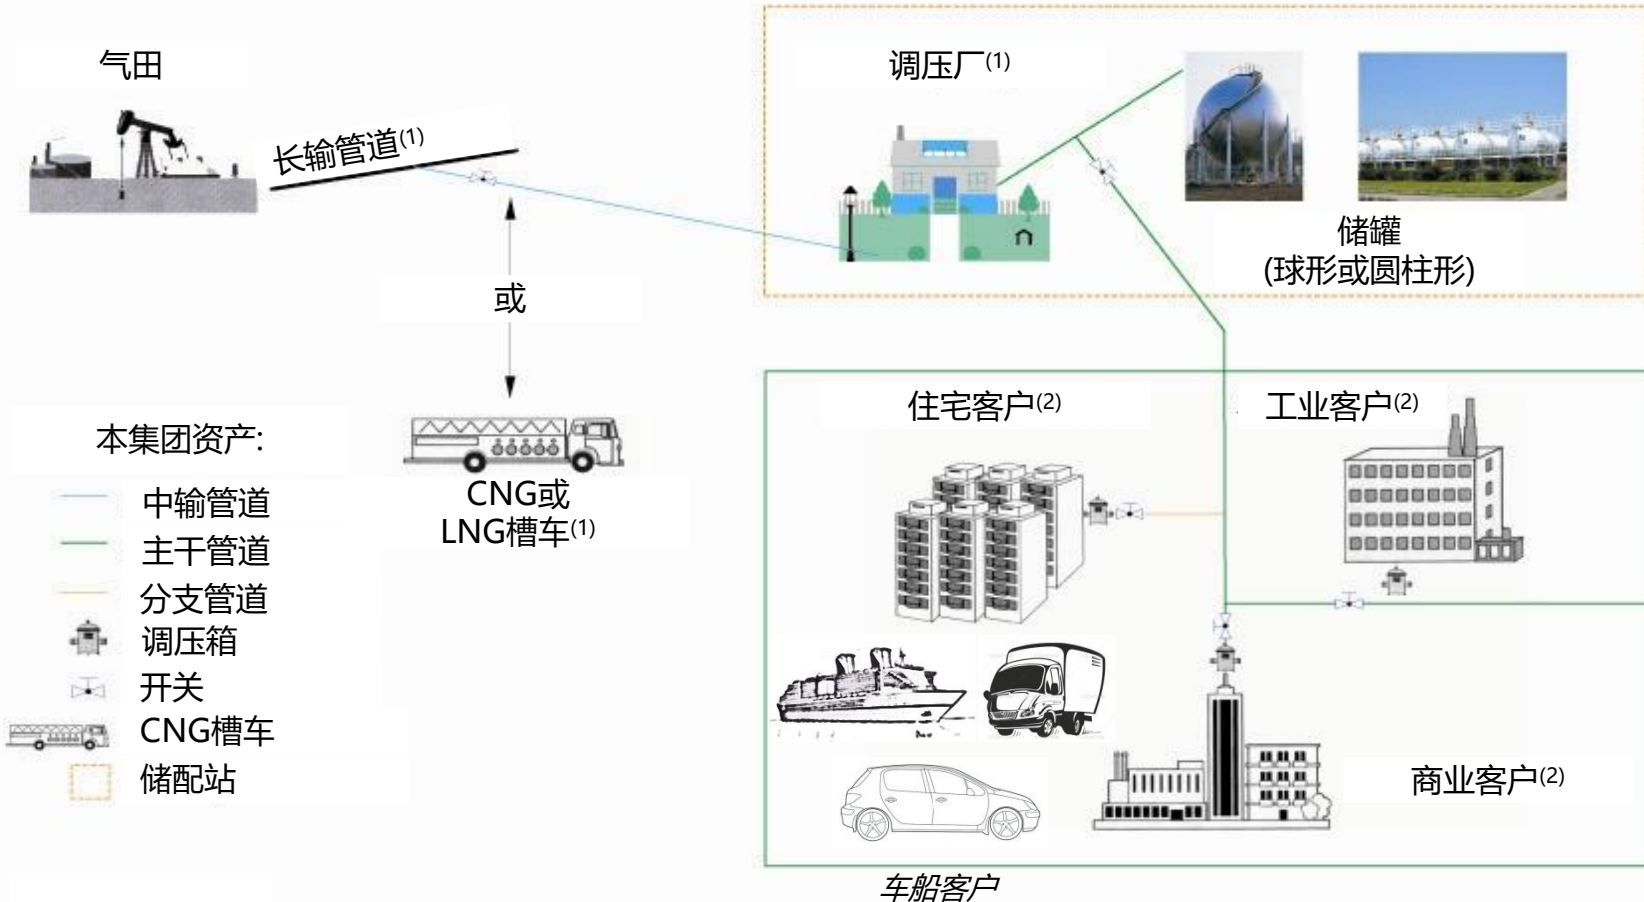 气田
长输管道(1)
调压厂(1)
储罐
(球形或圆柱形)
或
CNG或
LNG槽车(1)
本集团资产:
中输管道
主干管道
分支管道
调压箱
开关
CNG槽车
储配站
住宅客户(2)
工业客户(2)
商业客户(2)
车船客户